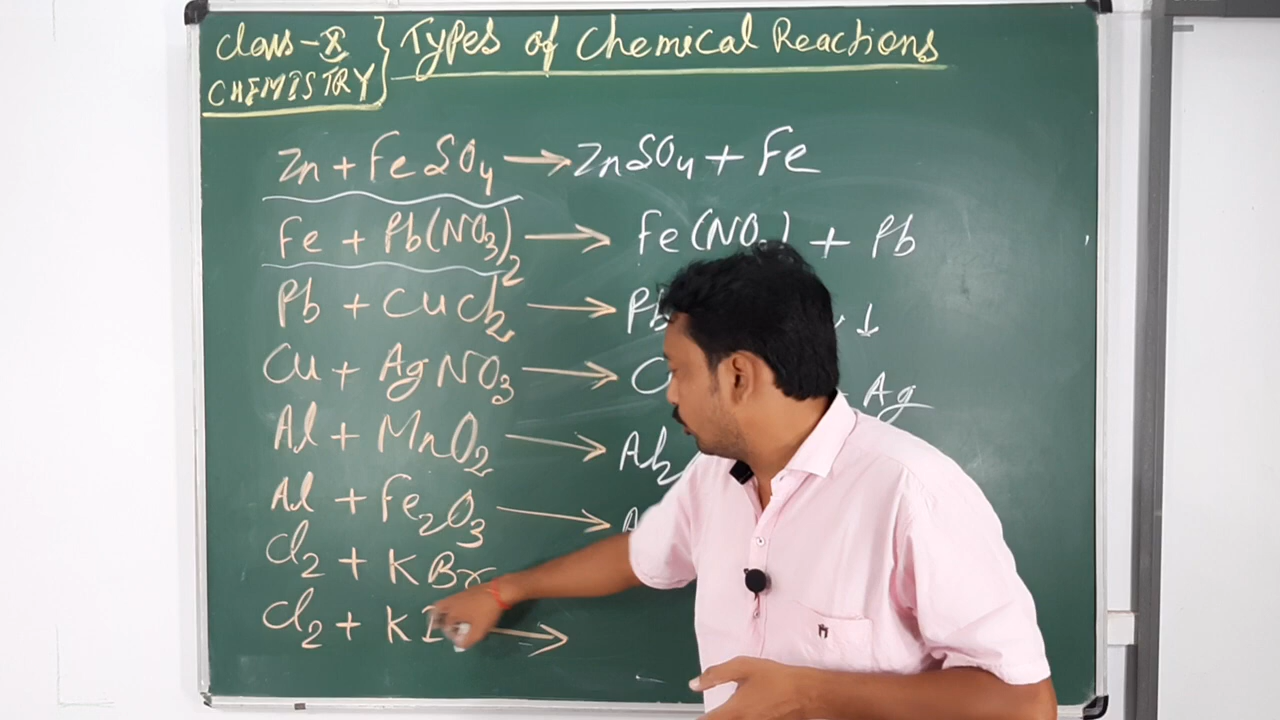 Class-X
CHEMISTRY
Types of Chemical Reactions
Zn + FeSO4 → ZnSO4 + Fe
Fe + Pb(NO3)2 → Fe(NO + Pb
Pb + CuCl2 → Pb ↓
Cu + AgNO3 → C Ag
Al + MnO2 → Al2
Al + Fe2O3 → A
Cl2 + KBr
Cl2 + KI →